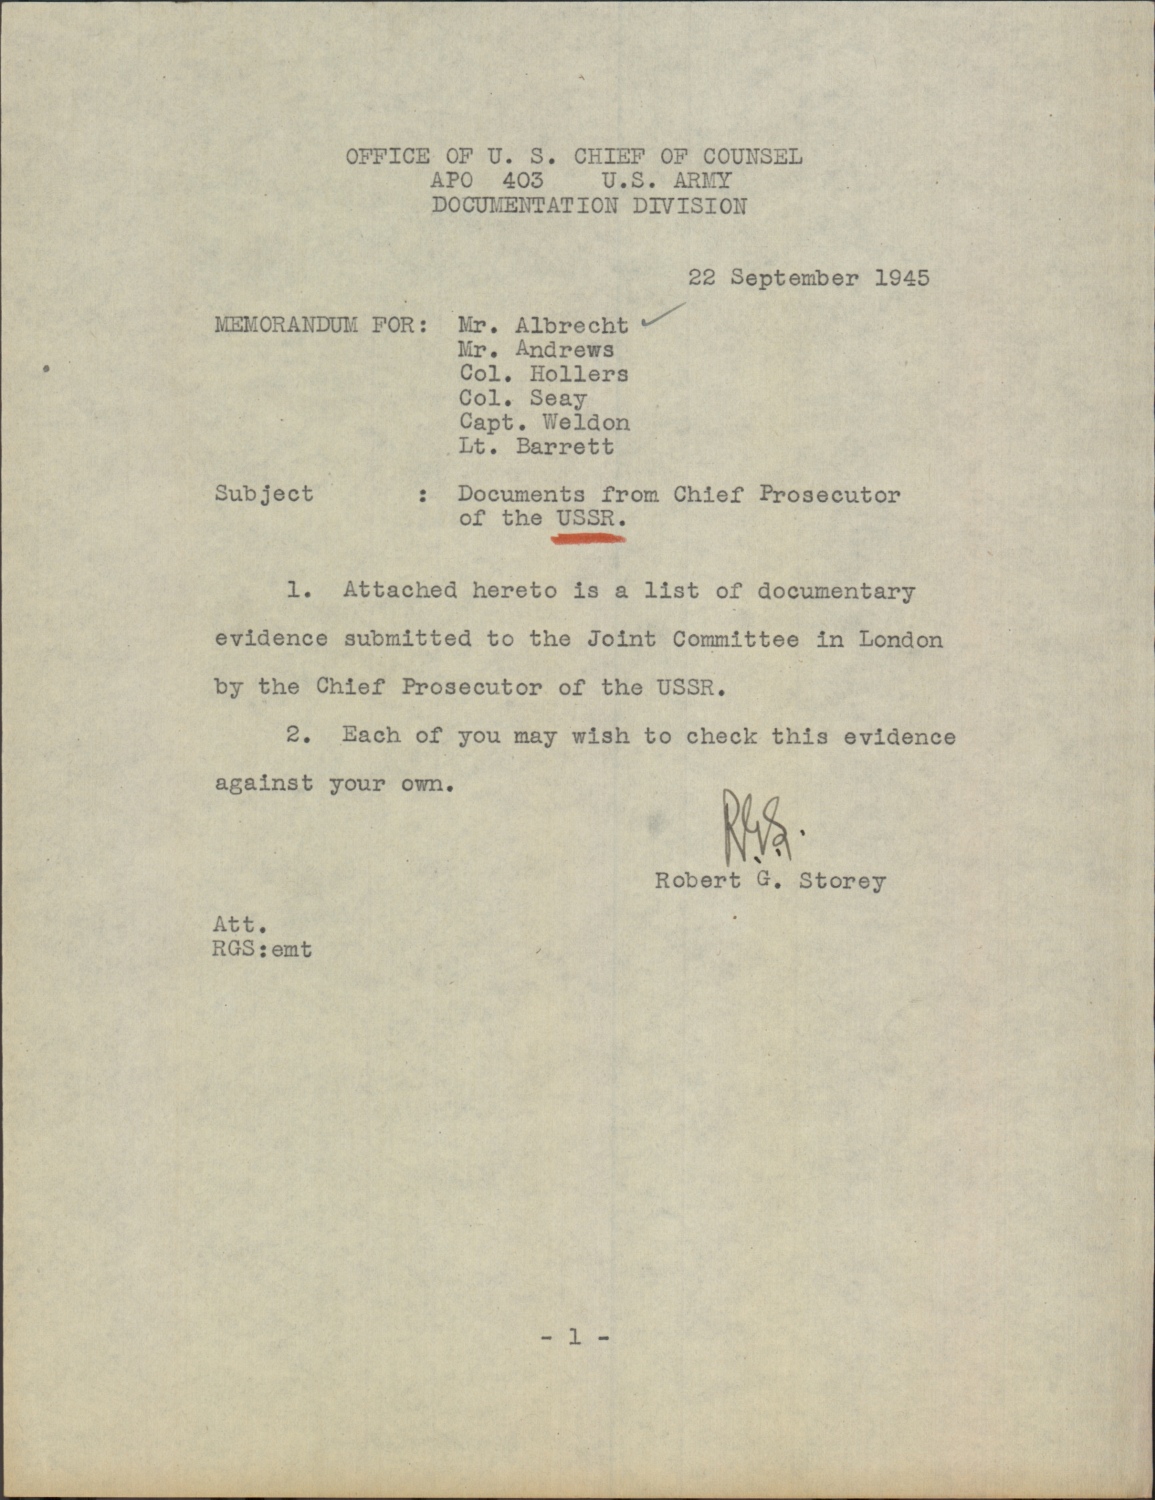 OFFICE OF U. S. CHIEF OF COUNSEL
APO 403 U.S. ARMY
DOCUMENTATION DIVISION
22 September 1945
MEMORANDUM FOR: Mr. Albrecht
Mr. Andrews
Col. Hollers
Col. Seay
Capt. Weldon
Lt. Barrett
Subject : Documents from Chief Prosecutor
of the USSR.
1. Attached hereto is a list of documentary
evidence submitted to the Joint Committee in London
by the Chief Prosecutor of the USSR.
2. Each of you may wish to check this evidence
against your own.
R.G.S.
Robert G. Storey
Att.
RGS:emt
- 1 -